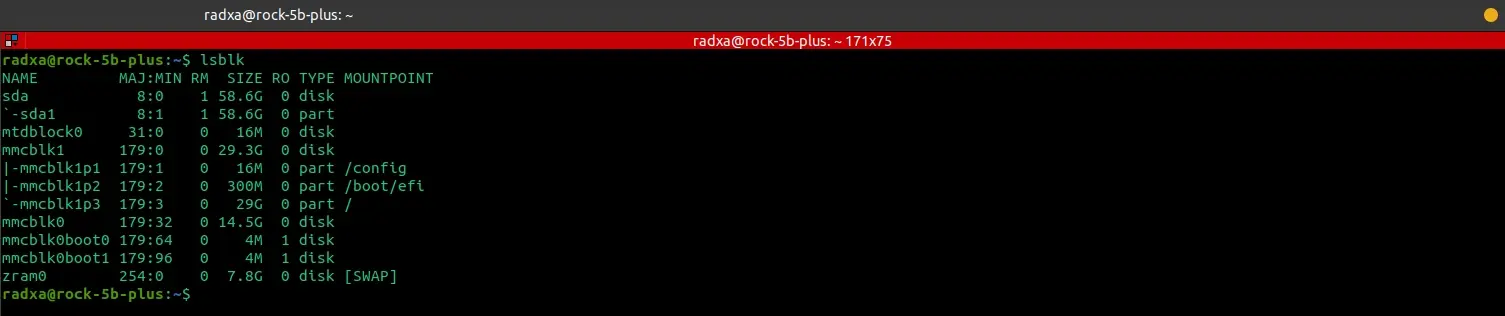 radxa@rock-5b-plus: ~
radxa@rock-5b-plus: ~ 171x75
radxa@rock-5b-plus:~$ lsblk
NAME         MAJ:MIN RM  SIZE RO TYPE MOUNTPOINT
sda            8:0    1 58.6G  0 disk
`-sda1         8:1    1 58.6G  0 part
mtdblock0     31:0    0   16M  0 disk
mmcblk1      179:0    0 29.3G  0 disk
|-mmcblk1p1  179:1    0   16M  0 part /config
|-mmcblk1p2  179:2    0  300M  0 part /boot/efi
`-mmcblk1p3  179:3    0   29G  0 part /
mmcblk0      179:32   0 14.5G  0 disk
mmcblk0boot0 179:64   0    4M  1 disk
mmcblk0boot1 179:96   0    4M  1 disk
zram0        254:0    0  7.8G  0 disk [SWAP]
radxa@rock-5b-plus:~$